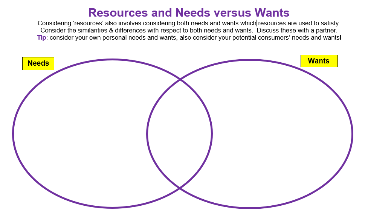 Resources and Needs versus Wants
Considering 'resources' also involves considering both needs and wants which resources are used to satisfy.
Consider the similarities & differences with respect to both needs and wants. Discuss these with a partner.
Tip: consider your own personal needs and wants, also consider your potential consumers' needs and wants!
Needs
Wants